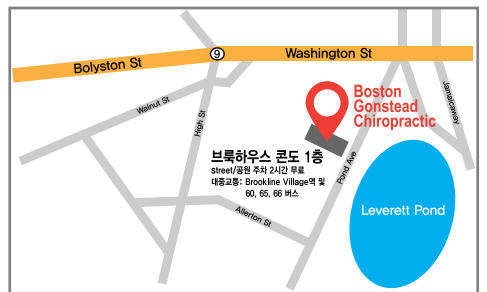 9
Washington St
Bolyston St
Boston
Gonstead
Chiropractic
Walnut St
High St
Jamaicaway
브룩하우스 콘도 1층
street/공원 주차 2시간 무료
대중교통: Brookline Village역 및
60, 65, 66 버스
Pond Ave
Allerton St
Leverett Pond